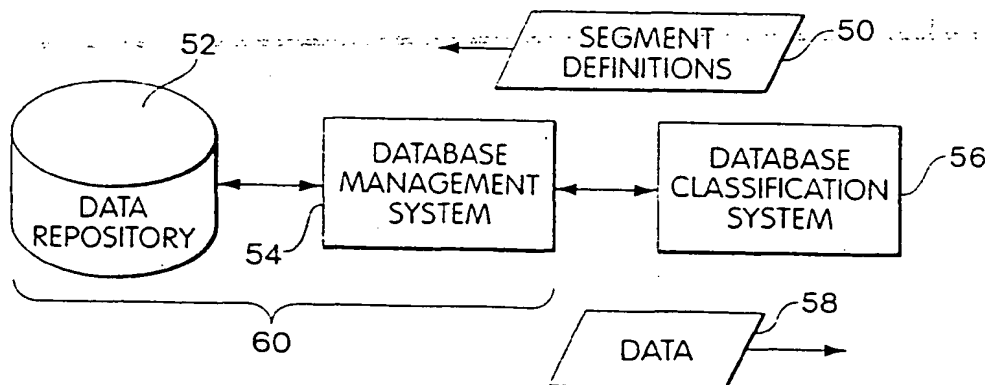 SEGMENT
DEFINITIONS
50
52
DATA
REPOSITORY
DATABASE
MANAGEMENT
SYSTEM
54
DATABASE
CLASSIFICATION
SYSTEM
56
60
DATA
58